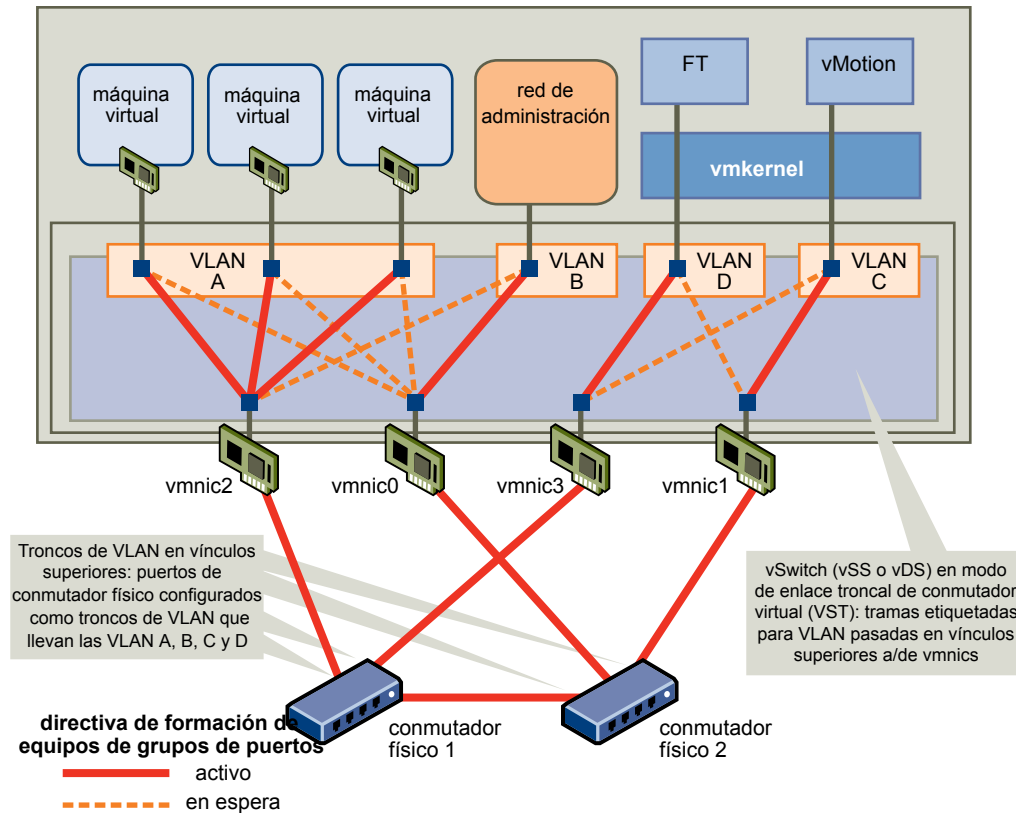 FT
vMotion
máquina
virtual
máquina
virtual
máquina
virtual
red de
administración
vmkernel
VLAN
A
VLAN
B
VLAN
D
VLAN
C
vmnic2
vmnic0
vmnic3
vmnic1
Troncos de VLAN en vínculos
superiores: puertos de
conmutador físico configurados
como troncos de VLAN que
llevan las VLAN A, B, C y D
vSwitch (vSS o vDS) en modo
de enlace troncal de conmutador
virtual (VST): tramas etiquetadas
para VLAN pasadas en vínculos
superiores a/de vmnics
conmutador
físico 1
conmutador
físico 2
directiva de formación de
equipos de grupos de puertos
activo
en espera